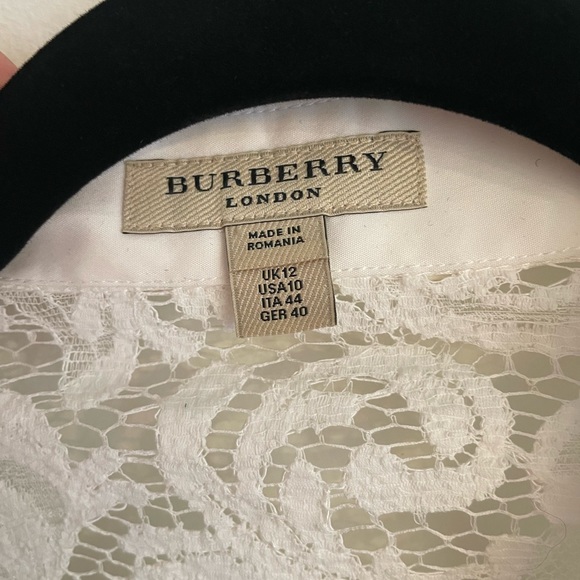 BURBERRY
LONDON
MADE IN
ROMANIA
UK12
USA10
ITA 44
GER 40